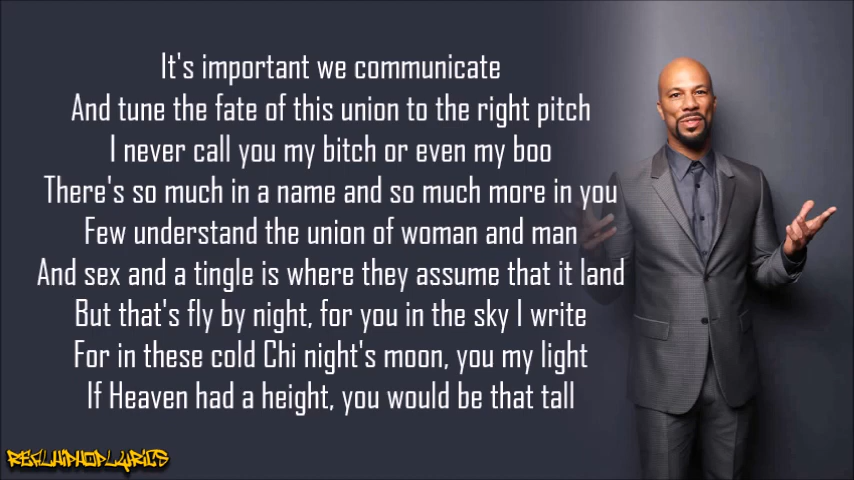 It's important we communicate
And tune the fate of this union to the right pitch
I never call you my bitch or even my boo
There's so much in a name and so much more in you
Few understand the union of woman and man
And sex and a tingle is where they assume that it land
But that's fly by night, for you in the sky I write
For in these cold Chi night's moon, you my light
If Heaven had a height, you would be that tall
REALHIPHOPLYRICS